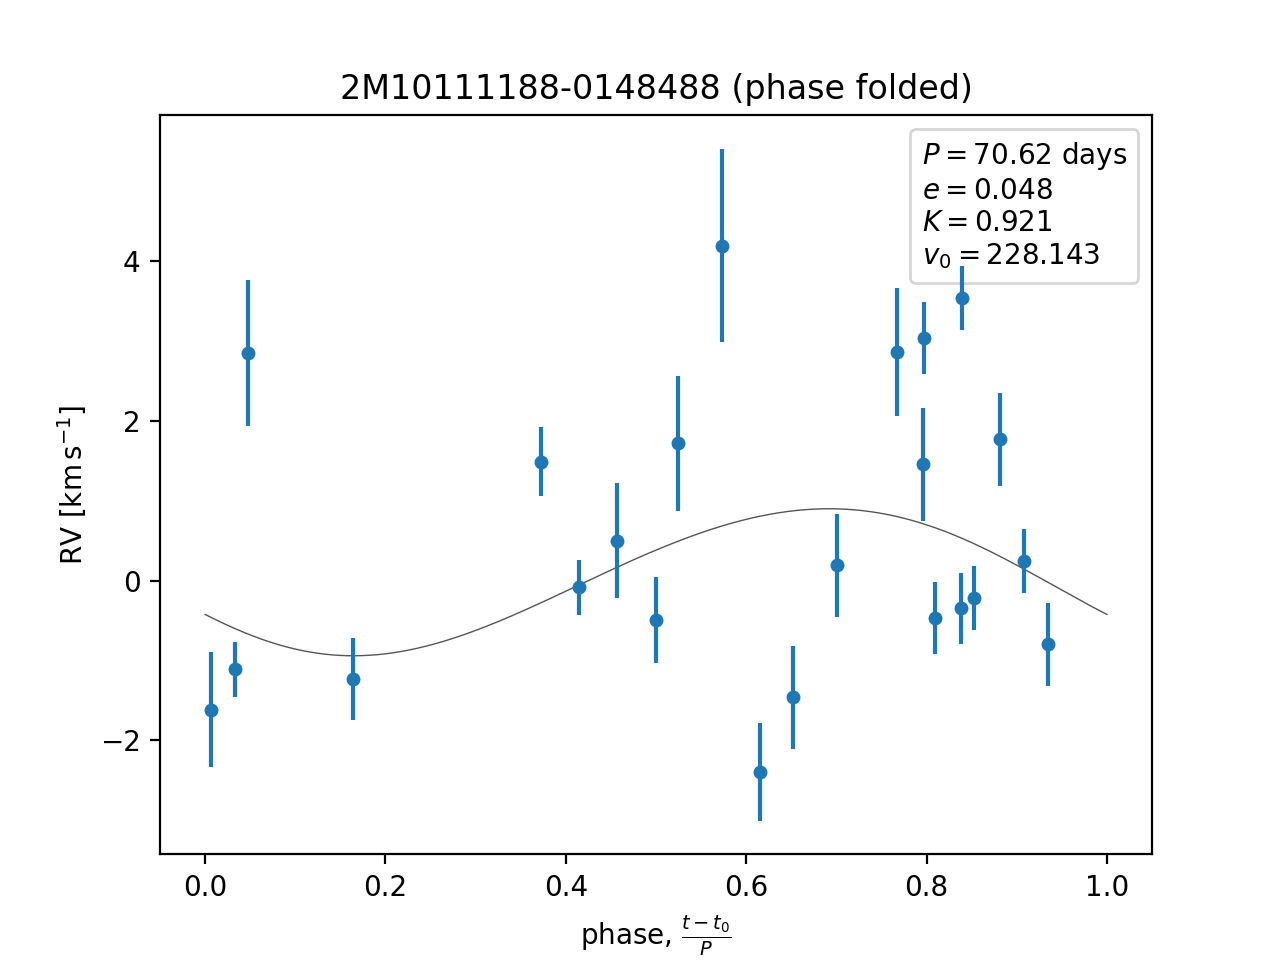 2M10111188-0148488 (phase folded)
P = 70.62 days
e = 0.048
K = 0.921
v₀ = 228.143
RV [km s⁻¹]
4
2
0
−2
0.0 0.2 0.4 0.6 0.8 1.0
phase, (t − t₀)/P